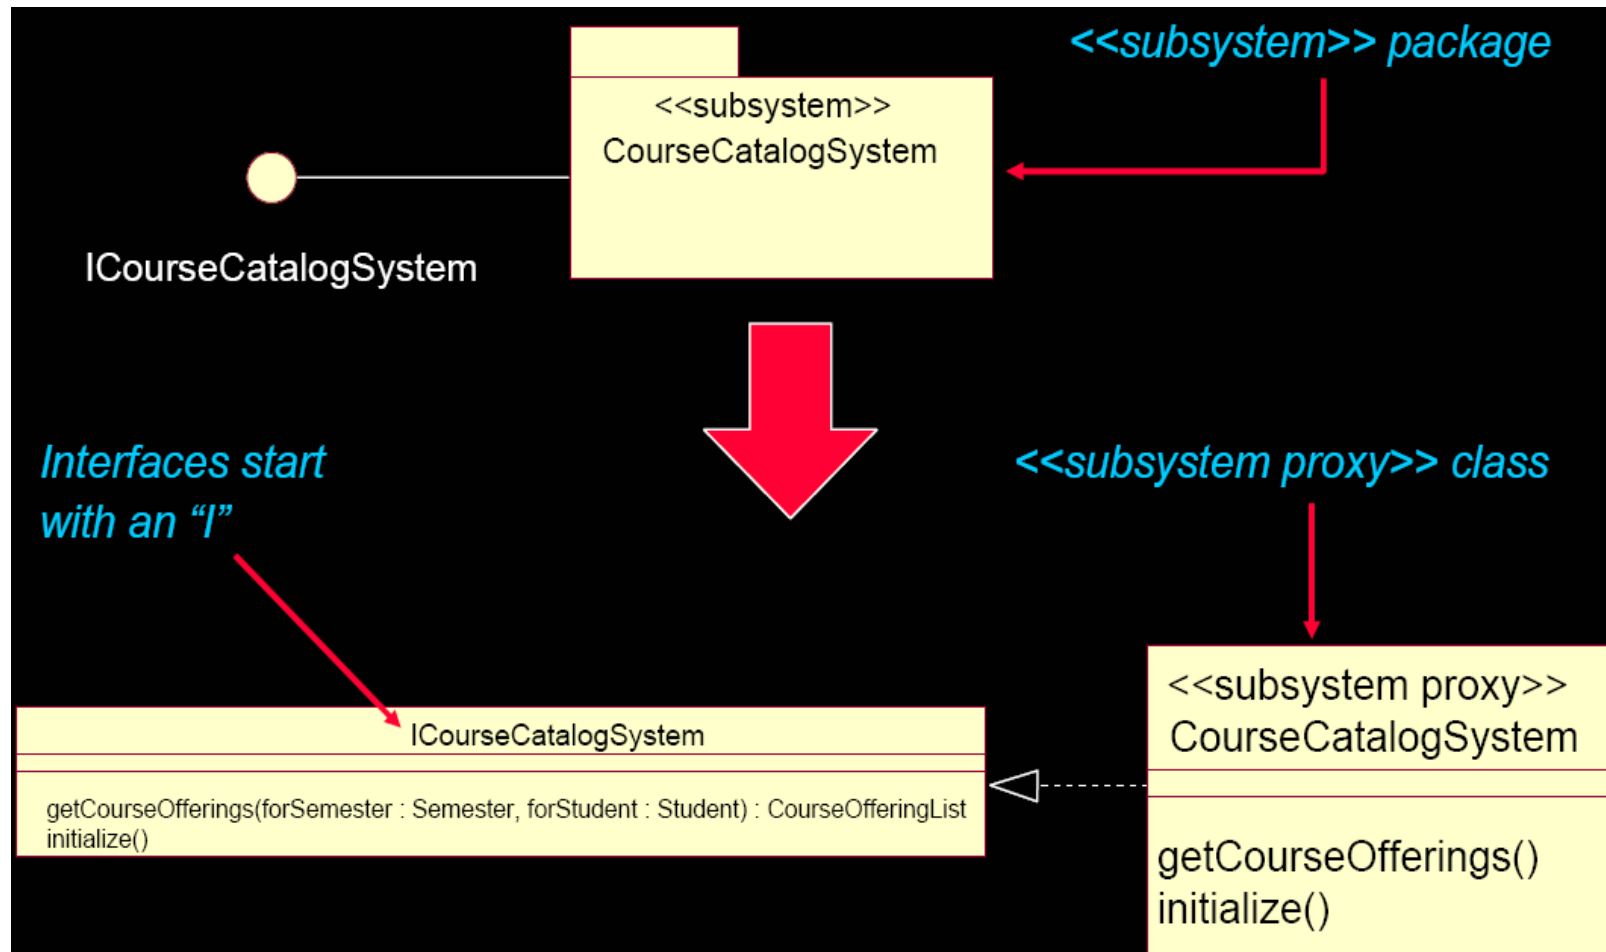 <<subsystem>> package
<<subsystem>>
CourseCatalogSystem
ICourseCatalogSystem
Interfaces start
with an “I”
<<subsystem proxy>> class
ICourseCatalogSystem
getCourseOfferings(forSemester : Semester, forStudent : Student) : CourseOfferingList
initialize()
<<subsystem proxy>>
CourseCatalogSystem
getCourseOfferings()
initialize()